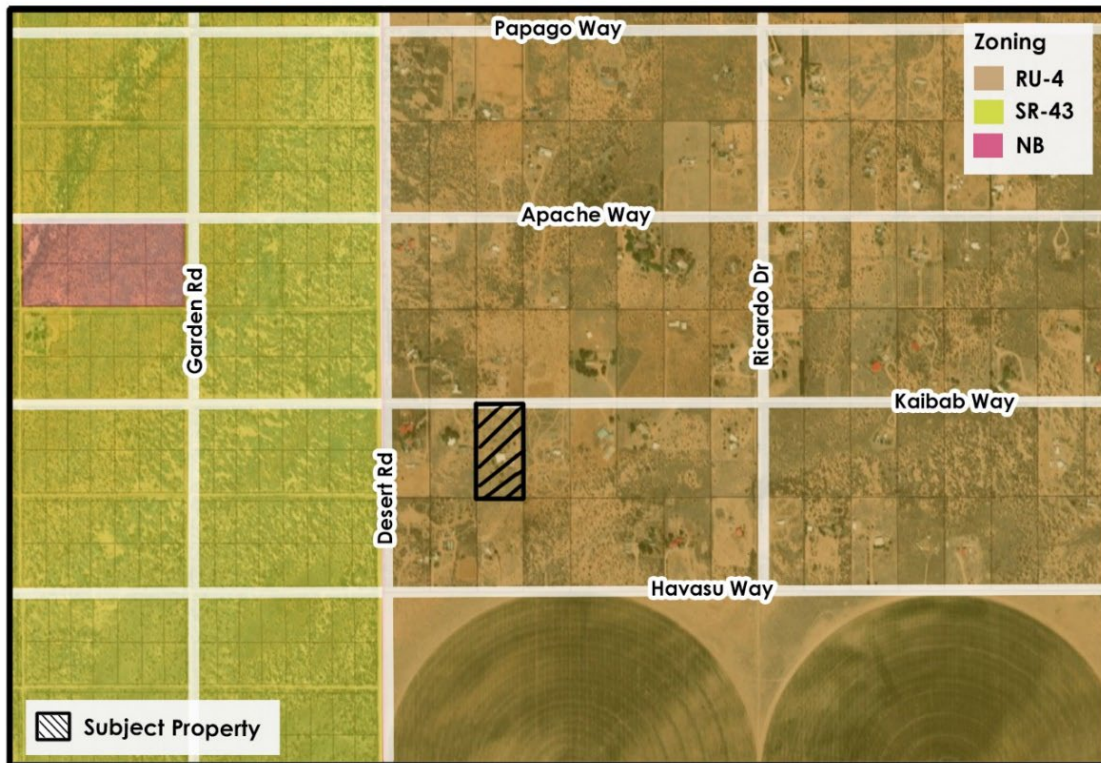 Papago Way
Zoning
RU-4
SR-43
NB
Apache Way
Garden Rd
Ricardo Dr
Kaibab Way
Desert Rd
Havasu Way
Subject Property